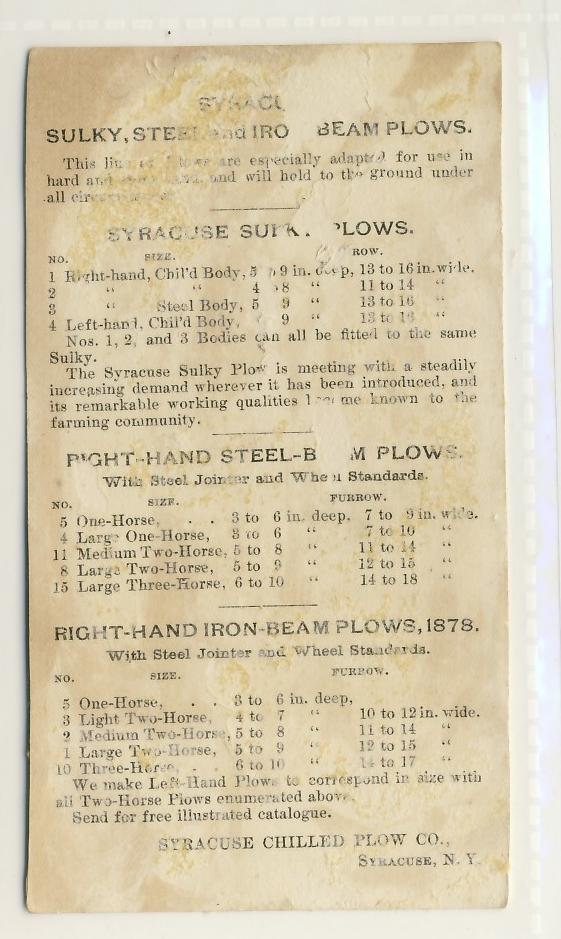 SULKY, STEEL and IRO BEAM PLOWS.
This are especially adapted for use in
hard and and will hold to the ground under
all
SYRACUSE SULK PLOWS.
NO. SIZE. ROW.
1 Right-hand, Chil'd Body, 5 9 in. deep, 13 to 16 in. wide.
2 “ “ 4 8 “ 11 to 14 “
3 “ Steel Body, 5 9 “ 13 to 16 “
4 Left-hand, Chil'd Body, 9 “ 13 to “
Nos. 1, 2, and 3 Bodies can all be fitted to the same
Sulky.
The Syracuse Sulky Plow is meeting with a steadily
increasing demand wherever it has been introduced, and
its remarkable working qualities known to the
farming community.
RIGHT-HAND STEEL-B M PLOWS.
With Steel Jointer and Wheel Standards.
NO. SIZE. FURROW.
5 One-Horse, . . 3 to 6 in. deep. 7 to 9 in. wide.
4 Large One-Horse, 3 to 6 “ 7 to 10 “
11 Medium Two-Horse, 5 to 8 “ 11 to 14 “
8 Large Two-Horse, 5 to 9 “ 12 to 15 “
15 Large Three-Horse, 6 to 10 “ 14 to 18 “
RIGHT-HAND IRON-BEAM PLOWS, 1878.
With Steel Jointer and Wheel Standards.
NO. SIZE. FURROW.
5 One-Horse, . . 3 to 6 in. deep,
3 Light Two-Horse, 4 to 7 “ 10 to 12 in. wide.
2 Medium Two-Horse, 5 to 8 “ 11 to 14 “
1 Large Two-Horse, 5 to 9 “ 12 to 15 “
10 Three-Horse, . 6 to 10 “ 14 to 17 “
We make Left-Hand Plows to correspond in size with
all Two-Horse Plows enumerated above.
Send for free illustrated catalogue.
SYRACUSE CHILLED PLOW CO.,
SYRACUSE, N. Y.